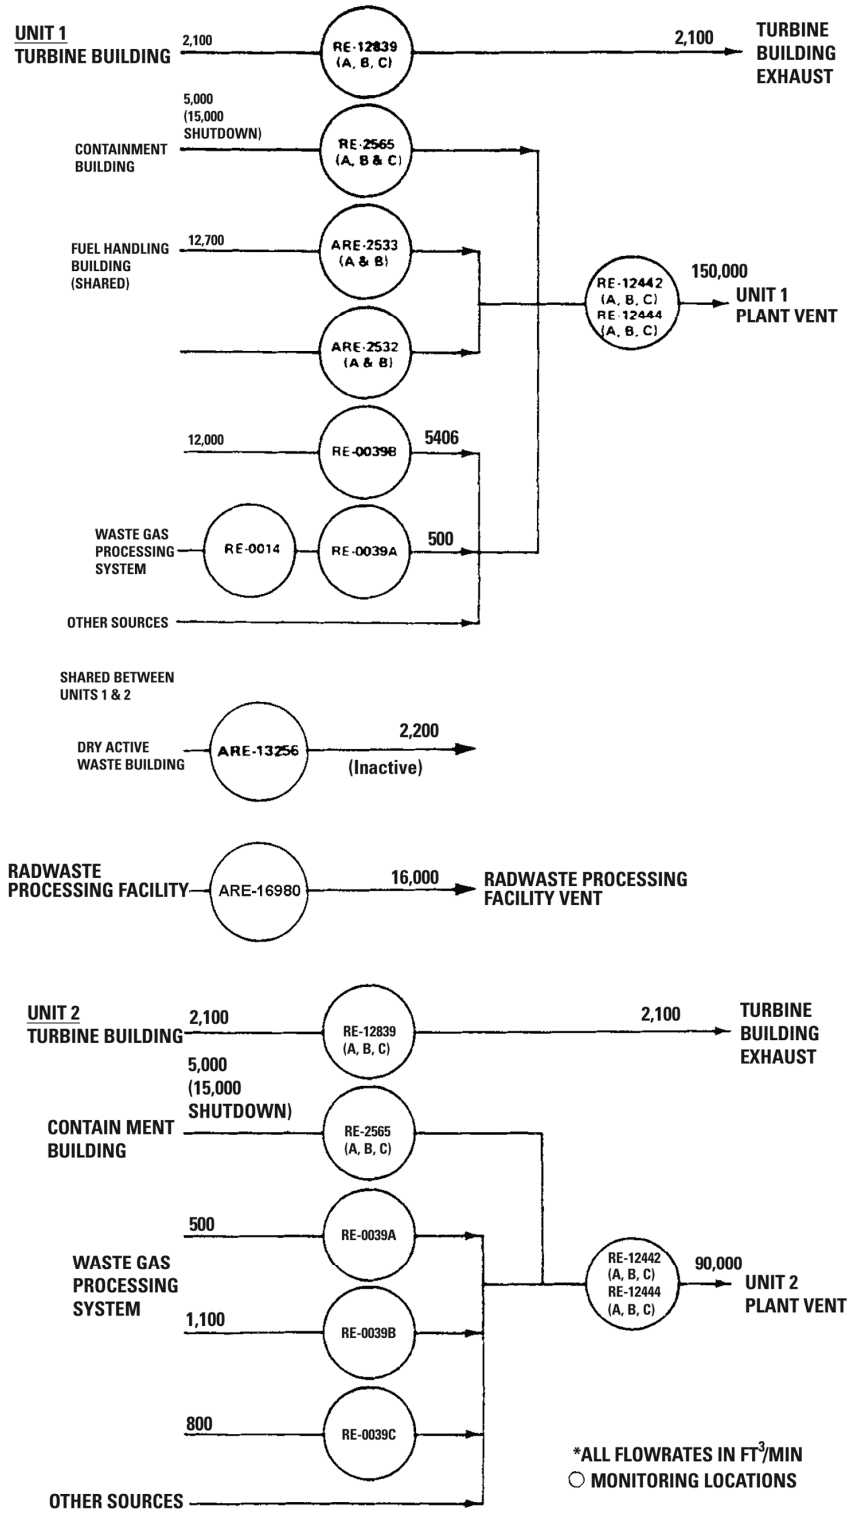 UNIT 1
TURBINE BUILDING
2,100
RE-12839
(A, B, C)
2,100
TURBINE
BUILDING
EXHAUST
5,000
(15,000
SHUTDOWN)
CONTAINMENT
BUILDING
RE-2565
(A, B & C)
FUEL HANDLING
BUILDING
(SHARED)
12,700
ARE-2533
(A & B)
ARE-2532
(A & B)
RE-12442
(A, B, C)
RE-12444
(A, B, C)
150,000
UNIT 1
PLANT VENT
12,000
RE-0039B
5406
WASTE GAS
PROCESSING
SYSTEM
RE-0014
RE-0039A
500
OTHER SOURCES
SHARED BETWEEN
UNITS 1 & 2
DRY ACTIVE
WASTE BUILDING
ARE-13256
2,200
(Inactive)
RADWASTE
PROCESSING FACILITY
ARE-16980
16,000
RADWASTE PROCESSING
FACILITY VENT
UNIT 2
TURBINE BUILDING
2,100
RE-12839
(A, B, C)
2,100
TURBINE
BUILDING
EXHAUST
5,000
(15,000
SHUTDOWN)
CONTAIN MENT
BUILDING
RE-2565
(A, B, C)
500
RE-0039A
WASTE GAS
PROCESSING
SYSTEM
1,100
RE-0039B
RE-12442
(A, B, C)
RE-12444
(A, B, C)
90,000
UNIT 2
PLANT VENT
800
RE-0039C
OTHER SOURCES
*ALL FLOWRATES IN FT³/MIN
MONITORING LOCATIONS